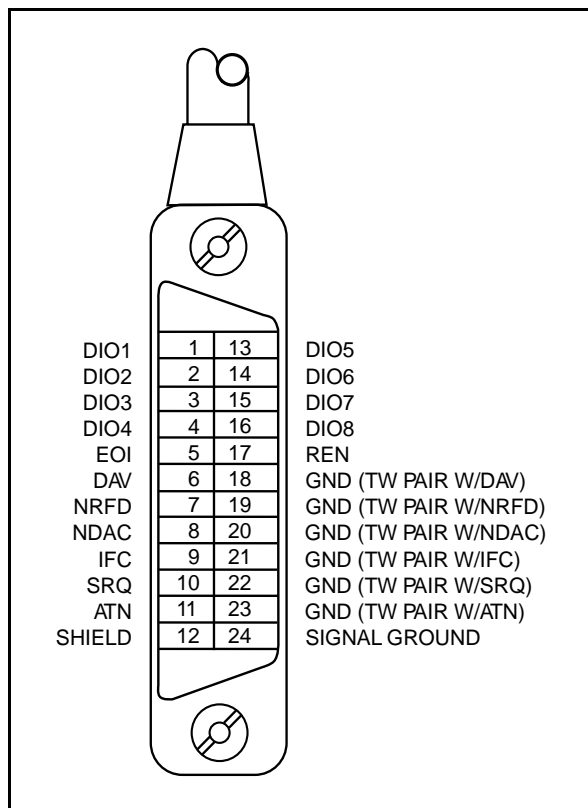 DIO1 1 13 DIO5
DIO2 2 14 DIO6
DIO3 3 15 DIO7
DIO4 4 16 DIO8
EOI 5 17 REN
DAV 6 18 GND (TW PAIR W/DAV)
NRFD 7 19 GND (TW PAIR W/NRFD)
NDAC 8 20 GND (TW PAIR W/NDAC)
IFC 9 21 GND (TW PAIR W/IFC)
SRQ 10 22 GND (TW PAIR W/SRQ)
ATN 11 23 GND (TW PAIR W/ATN)
SHIELD 12 24 SIGNAL GROUND